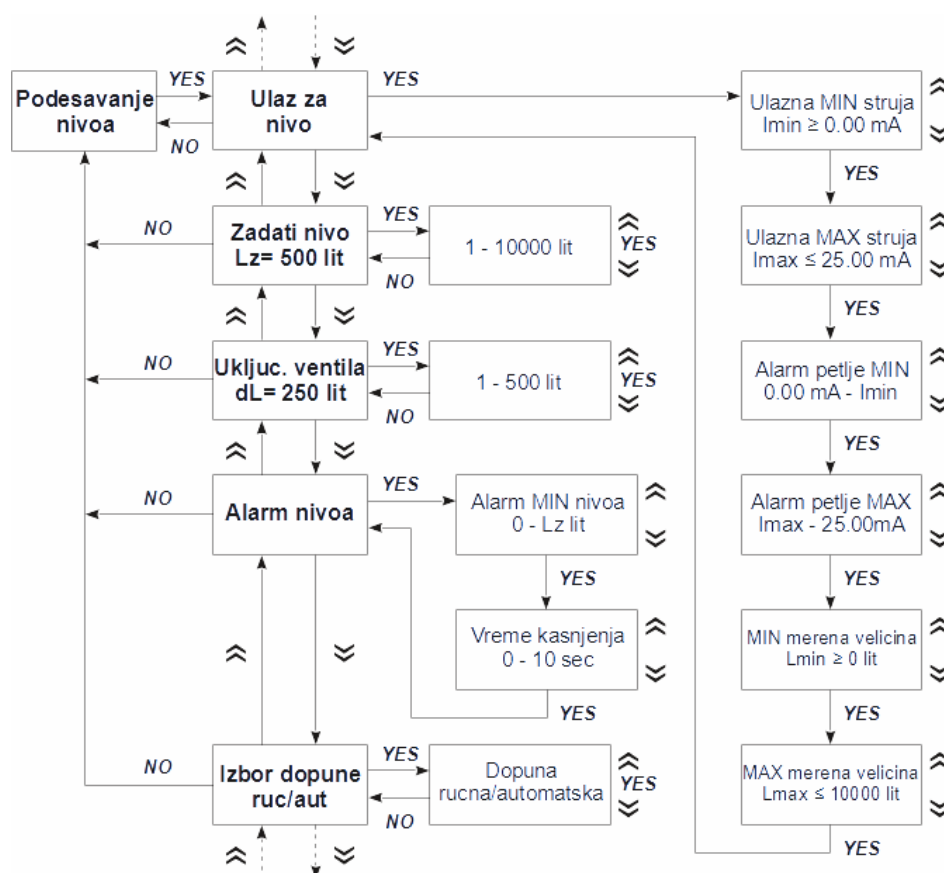 YES
YES
Podesavanje
nivoa
Ulaz za
nivo
Ulazna MIN struja
Imin ≥ 0.00 mA
NO
YES
NO
YES
Zadati nivo
Lz= 500 lit
1 - 10000 lit
YES
Ulazna MAX struja
Imax ≤ 25.00 mA
NO
YES
NO
YES
Ukljuc. ventila
dL= 250 lit
1 - 500 lit
YES
Alarm petlje MIN
0.00 mA - Imin
NO
YES
NO
YES
Alarm nivoa
Alarm MIN nivoa
0 - Lz lit
Alarm petlje MAX
Imax - 25.00mA
YES
YES
Vreme kasnjenja
0 - 10 sec
MIN merena velicina
Lmin ≥ 0 lit
YES
YES
NO
YES
Izbor dopune
ruc/aut
Dopuna
rucna/automatska
YES
MAX merena velicina
Lmax ≤ 10000 lit
NO
YES